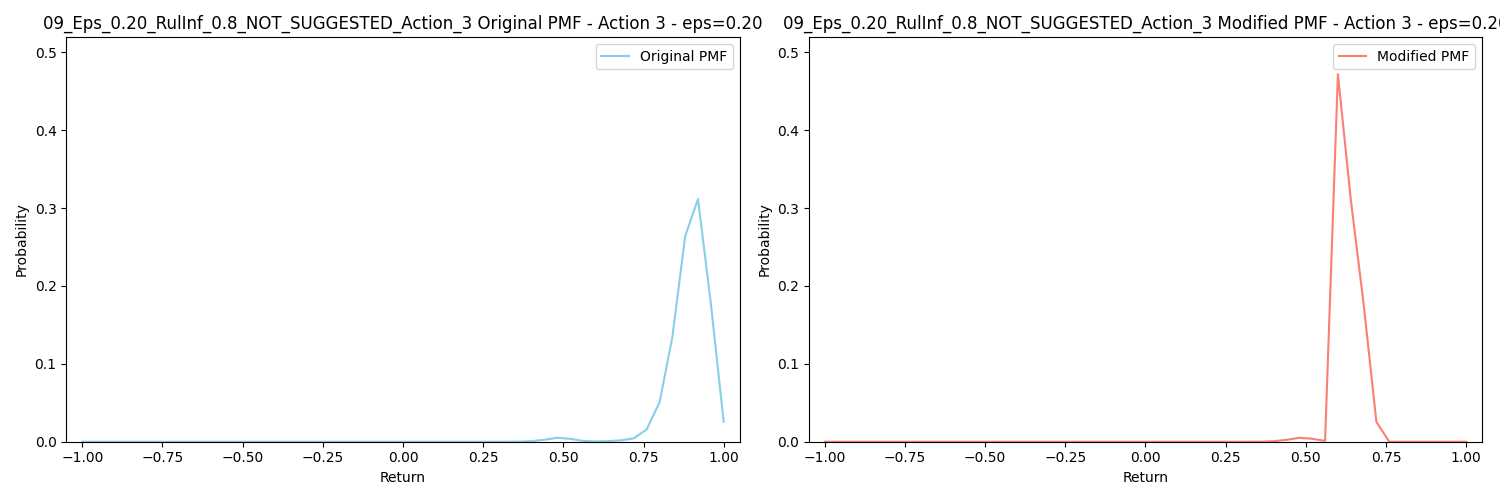 09_Eps_0.20_RulInf_0.8_NOT_SUGGESTED_Action_3 Original PMF - Action 3 - eps=0.20
Original PMF
0.5
0.4
0.3
0.2
0.1
0.0
Probability
−1.00 −0.75 −0.50 −0.25 0.00 0.25 0.50 0.75 1.00
Return
09_Eps_0.20_RulInf_0.8_NOT_SUGGESTED_Action_3 Modified PMF - Action 3 - eps=0.20
Modified PMF
0.5
0.4
0.3
0.2
0.1
0.0
Probability
−1.00 −0.75 −0.50 −0.25 0.00 0.25 0.50 0.75 1.00
Return